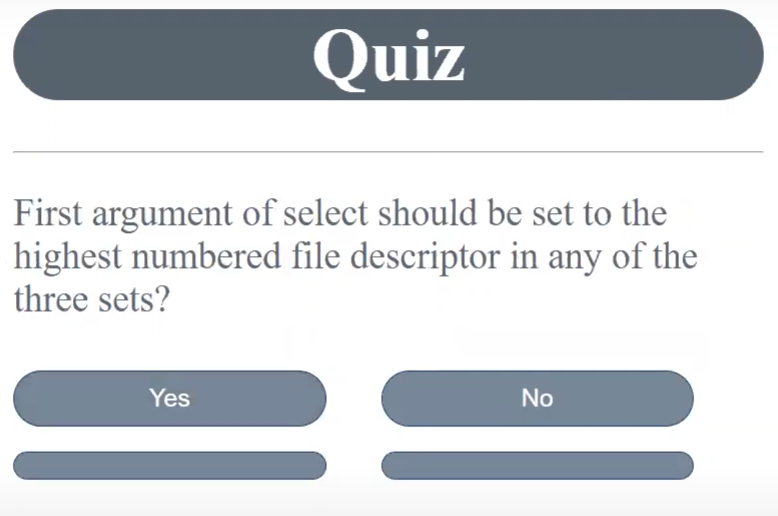 Quiz
First argument of select should be set to the
highest numbered file descriptor in any of the
three sets?
Yes
No